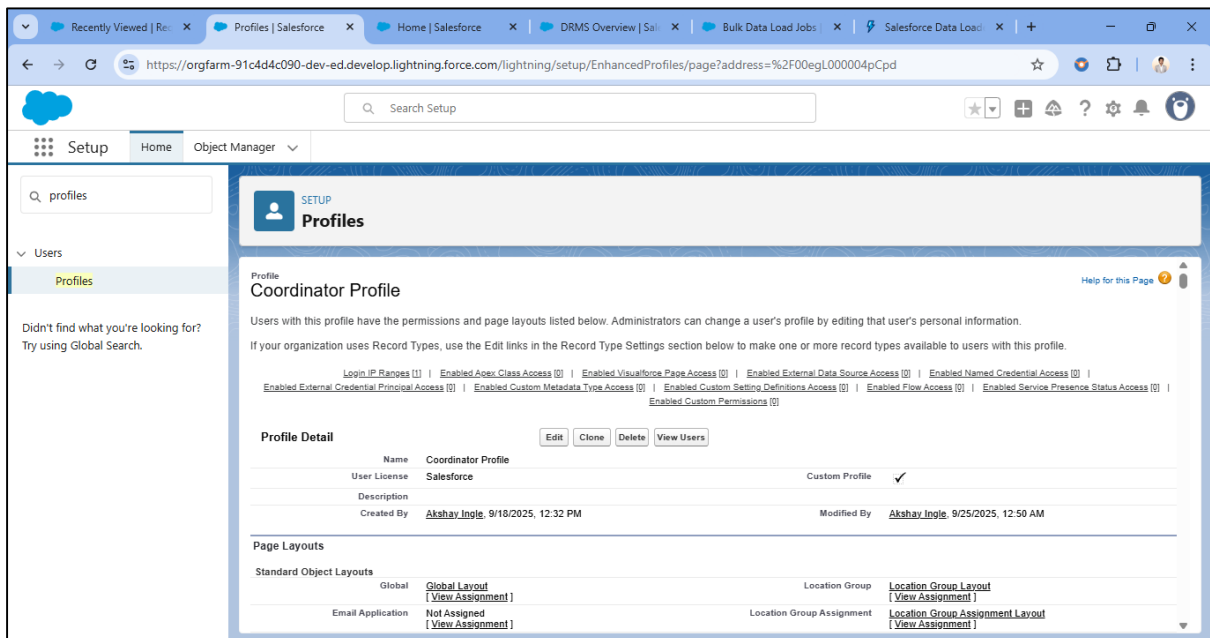 Recently Viewed | Rec
Profiles | Salesforce
Home | Salesforce
DRMS Overview | Sale
Bulk Data Load Jobs |
Salesforce Data Loade
https://orgfarm-91c4d4c090-dev-ed.develop.lightning.force.com/lightning/setup/EnhancedProfiles/page?address=%2F00egL000004pCpd
Search Setup
Setup Home Object Manager
profiles
Users
Profiles
Didn't find what you're looking for?
Try using Global Search.
SETUP
Profiles
Profile
Coordinator Profile
Help for this Page
Users with this profile have the permissions and page layouts listed below. Administrators can change a user's profile by editing that user's personal information.
If your organization uses Record Types, use the Edit links in the Record Type Settings section below to make one or more record types available to users with this profile.
Login IP Ranges [1] | Enabled Apex Class Access [0] | Enabled Visualforce Page Access [0] | Enabled External Data Source Access [0] | Enabled Named Credential Access [0] |
Enabled External Credential Principal Access [0] | Enabled Custom Metadata Type Access [0] | Enabled Custom Setting Definitions Access [0] | Enabled Flow Access [0] | Enabled Service Presence Status Access [0] |
Enabled Custom Permissions [0]
Profile Detail Edit Clone Delete View Users
Name Coordinator Profile
User License Salesforce Custom Profile
Description
Created By Akshay Ingle, 9/18/2025, 12:32 PM Modified By Akshay Ingle, 9/25/2025, 12:50 AM
Page Layouts
Standard Object Layouts
Global Global Layout Location Group Location Group Layout
[ View Assignment ] [ View Assignment ]
Email Application Not Assigned Location Group Assignment Location Group Assignment Layout
[ View Assignment ] [ View Assignment ]